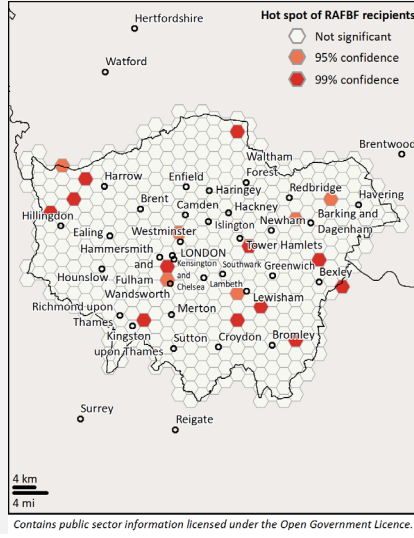 Hot spot of RAFBF recipients
Not significant
95% confidence
99% confidence
Hertfordshire
Watford
Brentwood
Waltham
Forest
Harrow
Enfield
Haringey
Redbridge
Havering
Brent
Camden
Hackney
Barking and
Dagenham
Hillingdon
Islington
Newham
Ealing
Westminster
Hammersmith
and
Fulham
LONDON
Tower Hamlets
Kensington
and
Chelsea
Southwark
Greenwich
Bexley
Hounslow
Lambeth
Wandsworth
Lewisham
Richmond upon
Thames
Merton
Kingston
upon Thames
Sutton
Croydon
Bromley
Surrey
Reigate
4 km
4 mi
Contains public sector information licensed under the Open Government Licence.